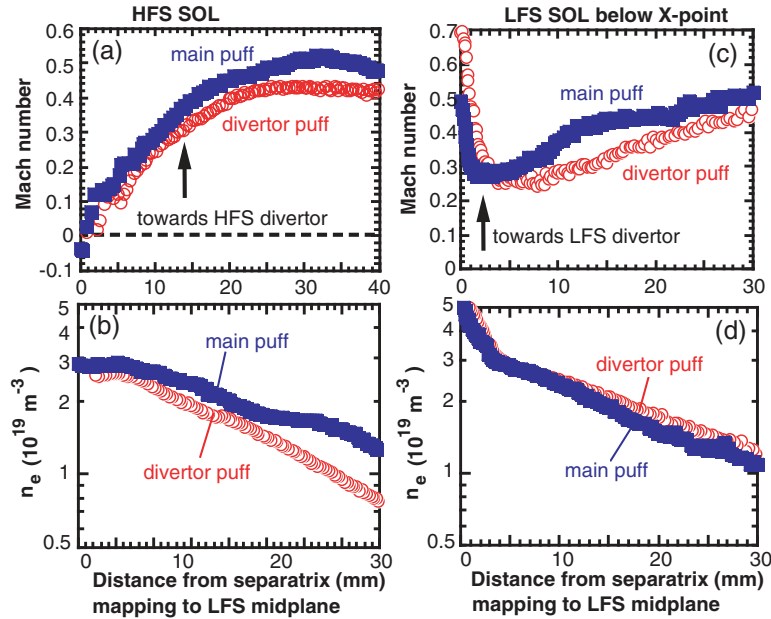 HFS SOL
LFS SOL below X-point
0.6
0.5
0.4
0.3
0.2
0.1
0
-0.1
Mach number
(a)
main puff
divertor puff
towards HFS divertor
0
10
20
30
40
0.7
0.6
0.5
0.4
0.3
0.2
0.1
0
Mach number
(c)
main puff
divertor puff
towards LFS divertor
0
10
20
30
5
3
2
1
0.5
n_e (10^19 m^-3)
(b)
main puff
divertor puff
0
10
20
30
Distance from separatrix (mm)
mapping to LFS midplane
5
3
2
1
0.5
n_e (10^19 m^-3)
(d)
divertor puff
main puff
0
10
20
30
Distance from separatrix (mm)
mapping to LFS midplane